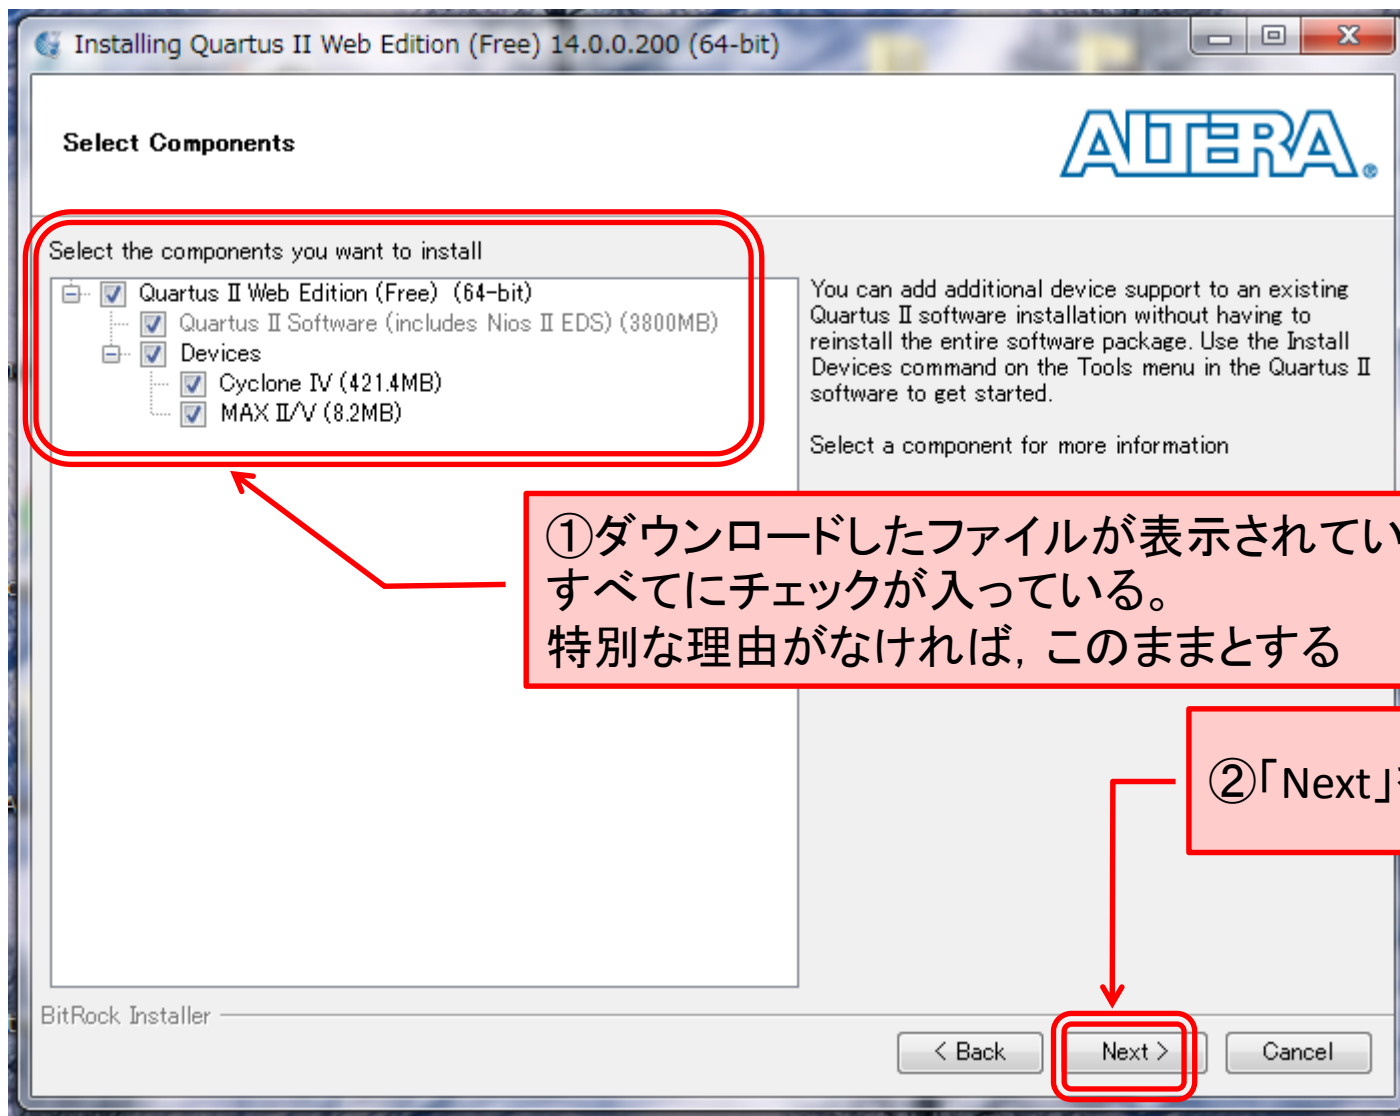 Installing Quartus II Web Edition (Free) 14.0.0.200 (64-bit)
Select Components
ALTERA®
Select the components you want to install
Quartus II Web Edition (Free) (64-bit)
Quartus II Software (includes Nios II EDS) (3800MB)
Devices
Cyclone IV (421.4MB)
MAX II/V (8.2MB)
You can add additional device support to an existing
Quartus II software installation without having to
reinstall the entire software package. Use the Install
Devices command on the Tools menu in the Quartus II
software to get started.
Select a component for more information
①ダウンロードしたファイルが表示されてい
すべてにチェックが入っている。
特別な理由がなければ, このままとする
②「Next」
BitRock Installer
< Back
Next >
Cancel